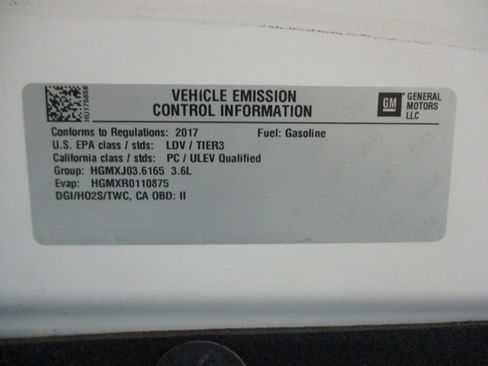 VEHICLE EMISSION
CONTROL INFORMATION
GM GENERAL
MOTORS
LLC
HU176656
Conforms to Regulations: 2017 Fuel: Gasoline
U.S. EPA class / stds: LDV / TIER3
California class / stds: PC / ULEV Qualified
Group: HGMXJ03.6165 3.6L
Evap: HGMXR0110875
DGI/HO2S/TWC, CA OBD: II